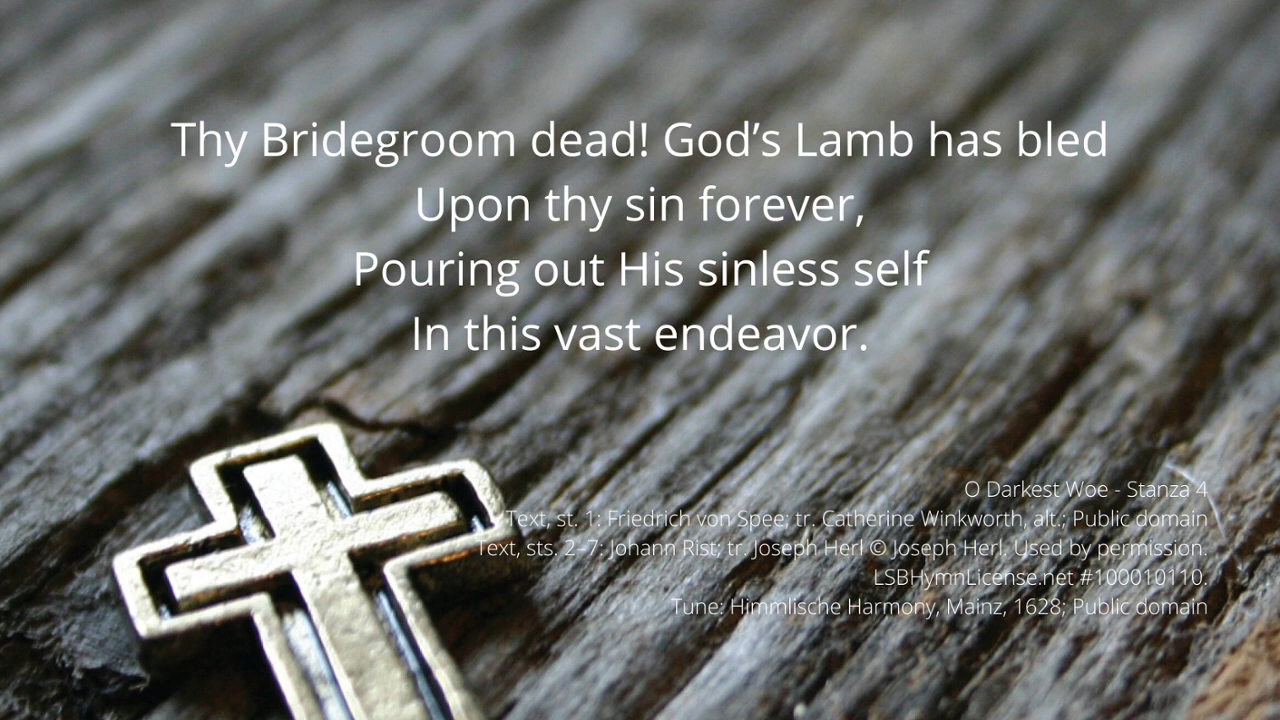 Thy Bridegroom dead! God’s Lamb has bled
Upon thy sin forever,
Pouring out His sinless self
In this vast endeavor.
O Darkest Woe - Stanza 4
Text, st. 1: Friedrich von Spee; tr. Catherine Winkworth, alt.; Public domain
Text, sts. 2–7: Johann Rist; tr. Joseph Herl © Joseph Herl. Used by permission.
LSBHymnLicense.net #100010110.
Tune: Himmlische Harmony, Mainz, 1628; Public domain